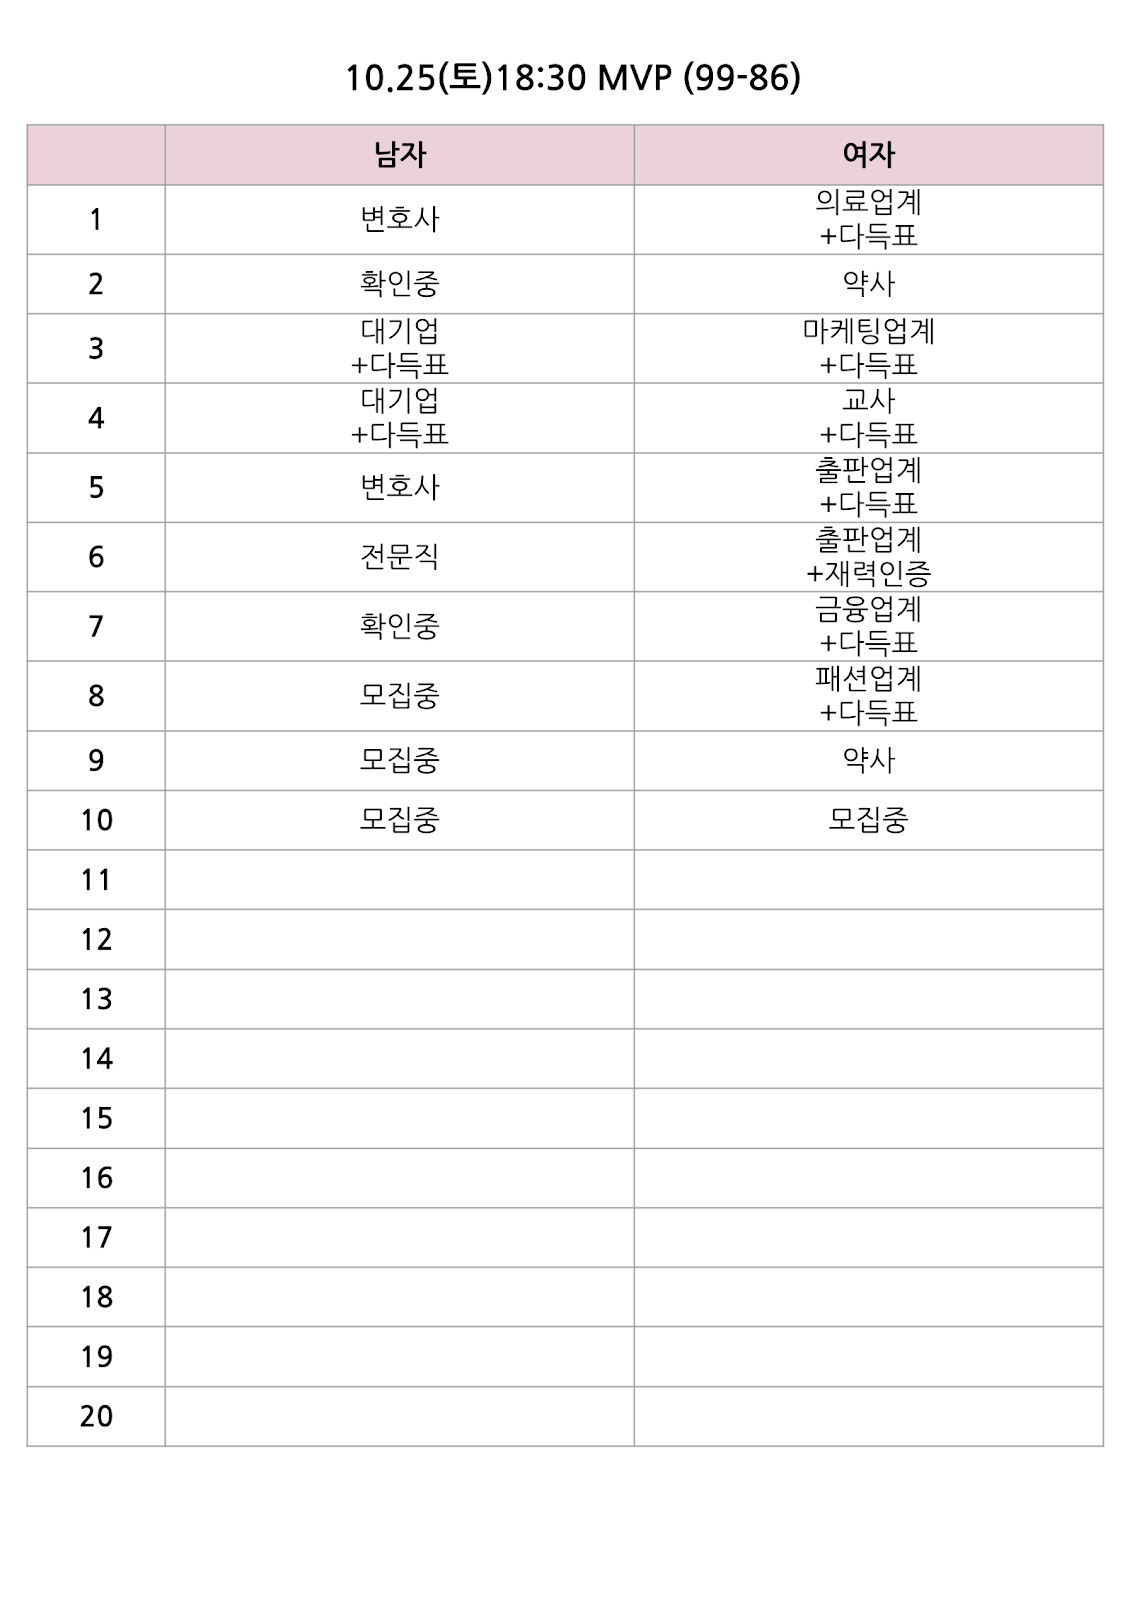 10.25(토)18:30 MVP (99-86)
남자 여자
1 변호사 의료업계
+다득표
2 확인중 약사
3 대기업 마케팅업계
+다득표 +다득표
4 대기업 교사
+다득표 +다득표
5 변호사 출판업계
+다득표
6 전문직 출판업계
+재력인증
7 확인중 금융업계
+다득표
8 모집중 패션업계
+다득표
9 모집중 약사
10 모집중 모집중
11
12
13
14
15
16
17
18
19
20